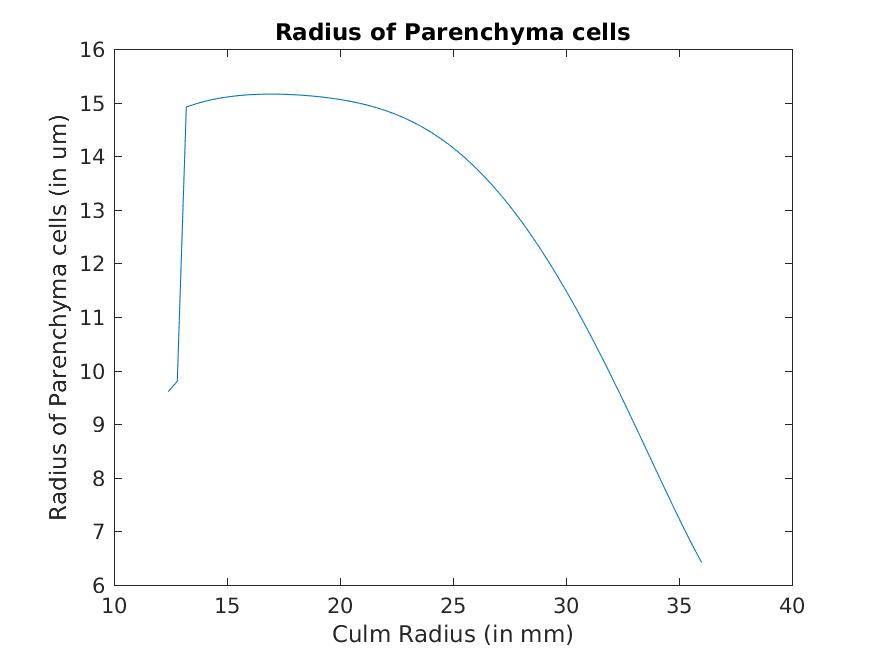 Radius of Parenchyma cells
16
15
14
13
12
11
10
9
8
7
6
Radius of Parenchyma cells (in um)
10 15 20 25 30 35 40
Culm Radius (in mm)